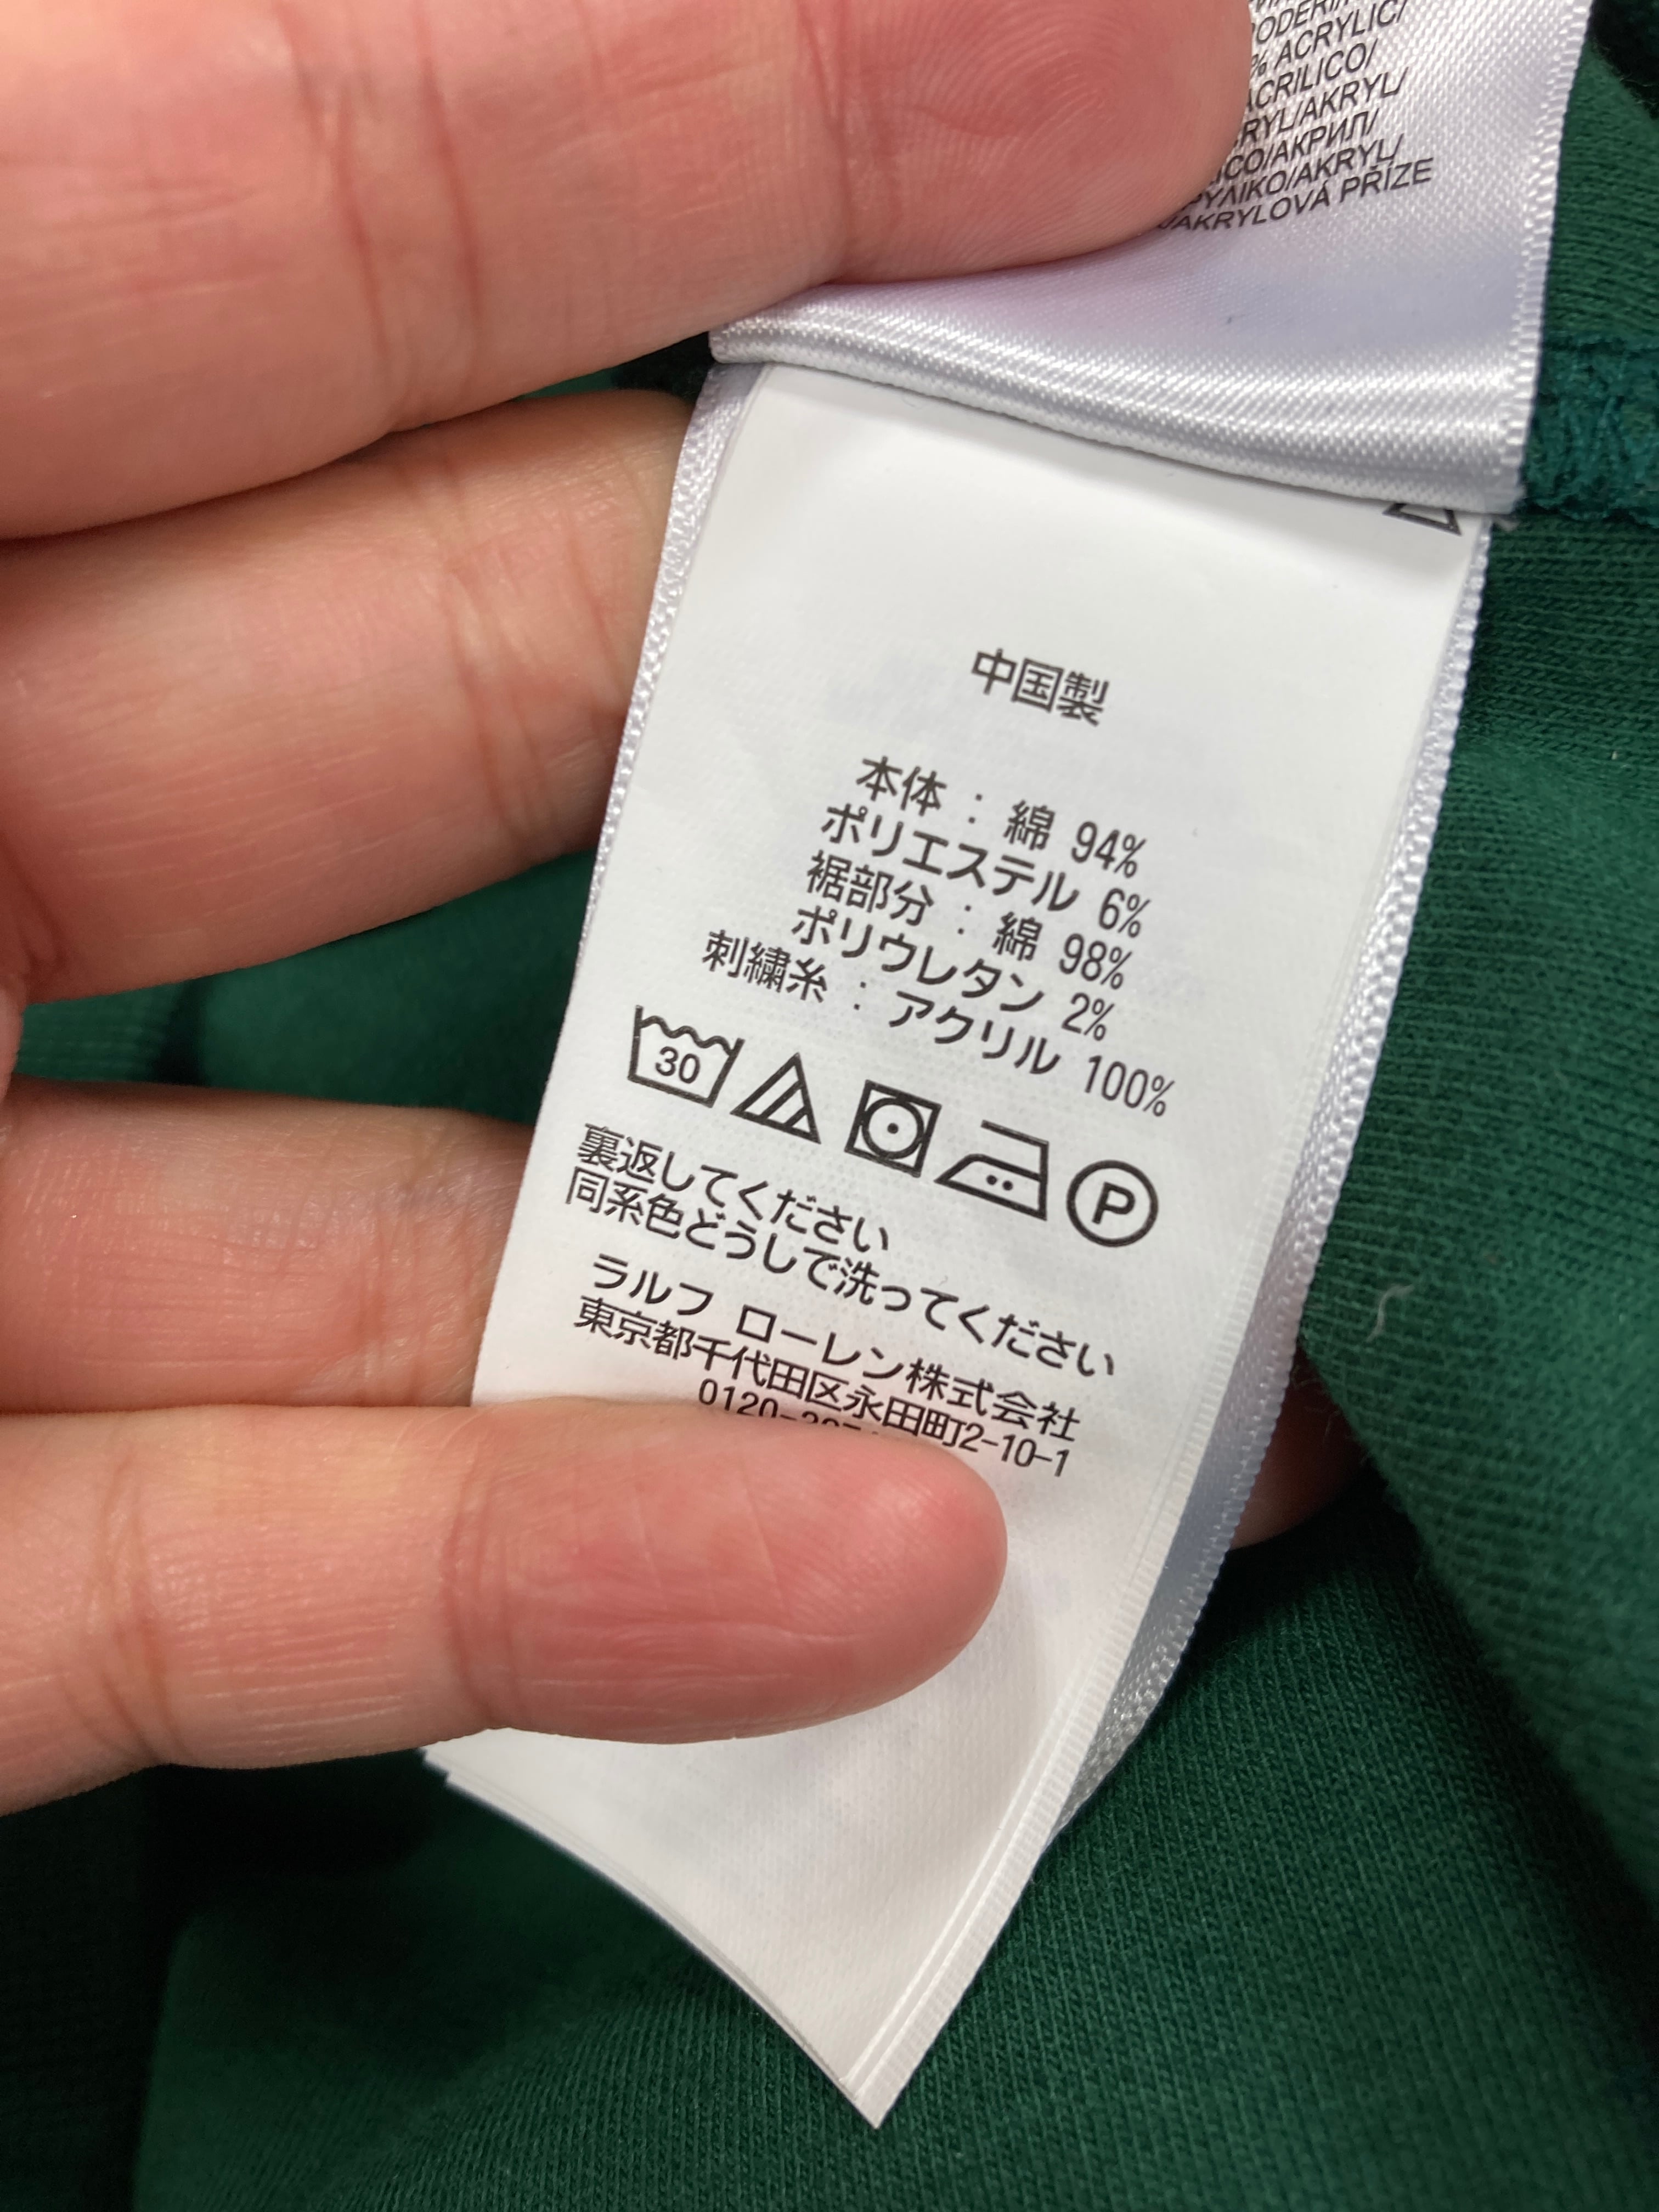 % ACRYLIC/
ACRILICO/
RYL/AKRYL/
ICO/АКРИЛ/
/AKRYL/
/AKRYLOVÁ PŘÍZE
中国製
本体 : 綿 94%
ポリエステル 6%
裾部分 : 綿 98%
ポリウレタン 2%
刺繍糸 : アクリル 100%
30
P
裏返してください
同系色どうしで洗ってください
ラルフ ローレン株式会社
東京都千代田区永田町2-10-1
0120-